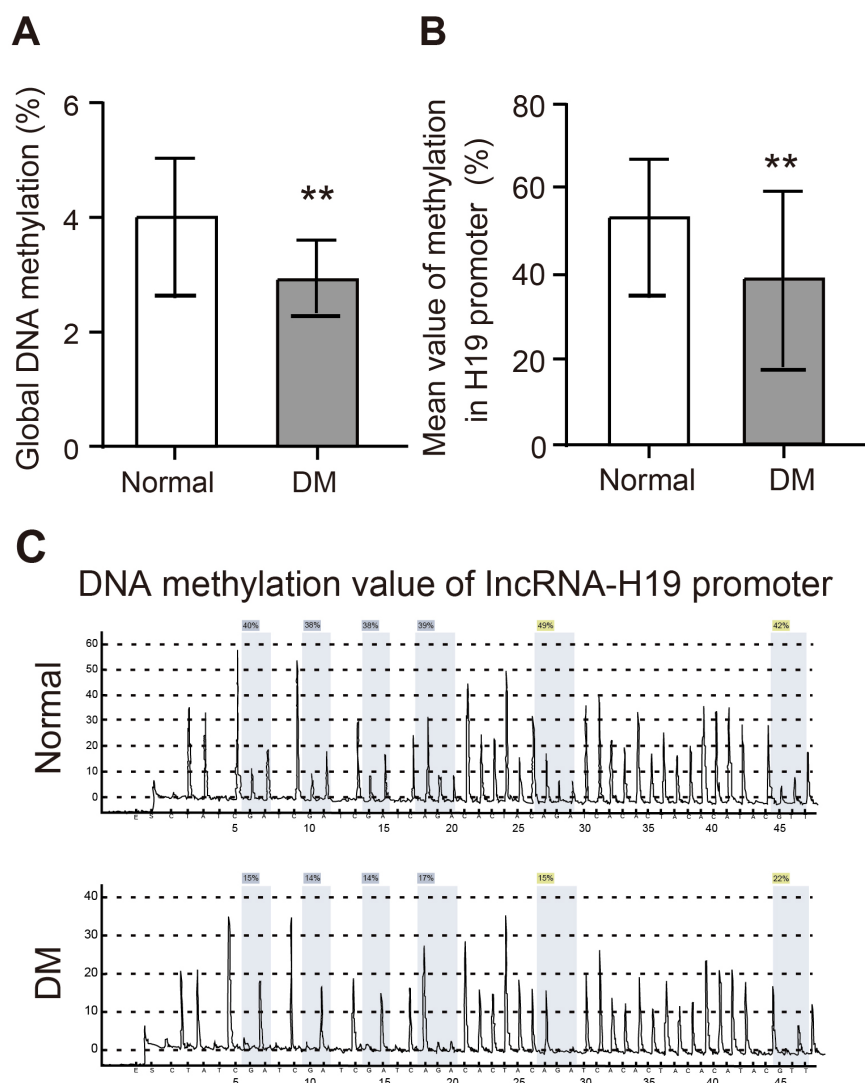 A
B
Global DNA methylation (%)
6
4
2
0
Normal
DM
**
Mean value of methylation
in H19 promoter (%)
80
60
40
20
0
Normal
DM
**
C
DNA methylation value of lncRNA-H19 promoter
Normal
40% 38% 38% 39% 49% 42%
60
50
40
30
20
10
0
5 10 15 20 25 30 35 40 45
DM
15% 14% 14% 17% 15% 22%
40
30
20
10
0
E S C T A T C G A T C G A T C G A T C A G A C A C T A C A G A C T C A C A C T A C A C A T A C G T T
5 10 15 20 25 30 35 40 45